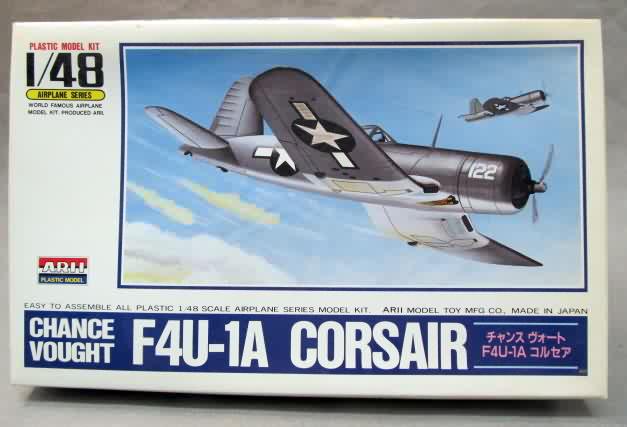 PLASTIC MODEL KIT
1/48
AIRPLANE SERIES
WORLD FAMOUS AIRPLANE
MODEL KIT. PRODUCED ARII.
122
ARII
PLASTIC MODEL
EASY TO ASSEMBLE ALL PLASTIC 1/48 SCALE AIRPLANE SERIES MODEL KIT. ARII MODEL TOY MFG CO., MADE IN JAPAN
CHANCE
VOUGHT
F4U-1A CORSAIR
チャンス ヴォート
F4U-1A コルセア